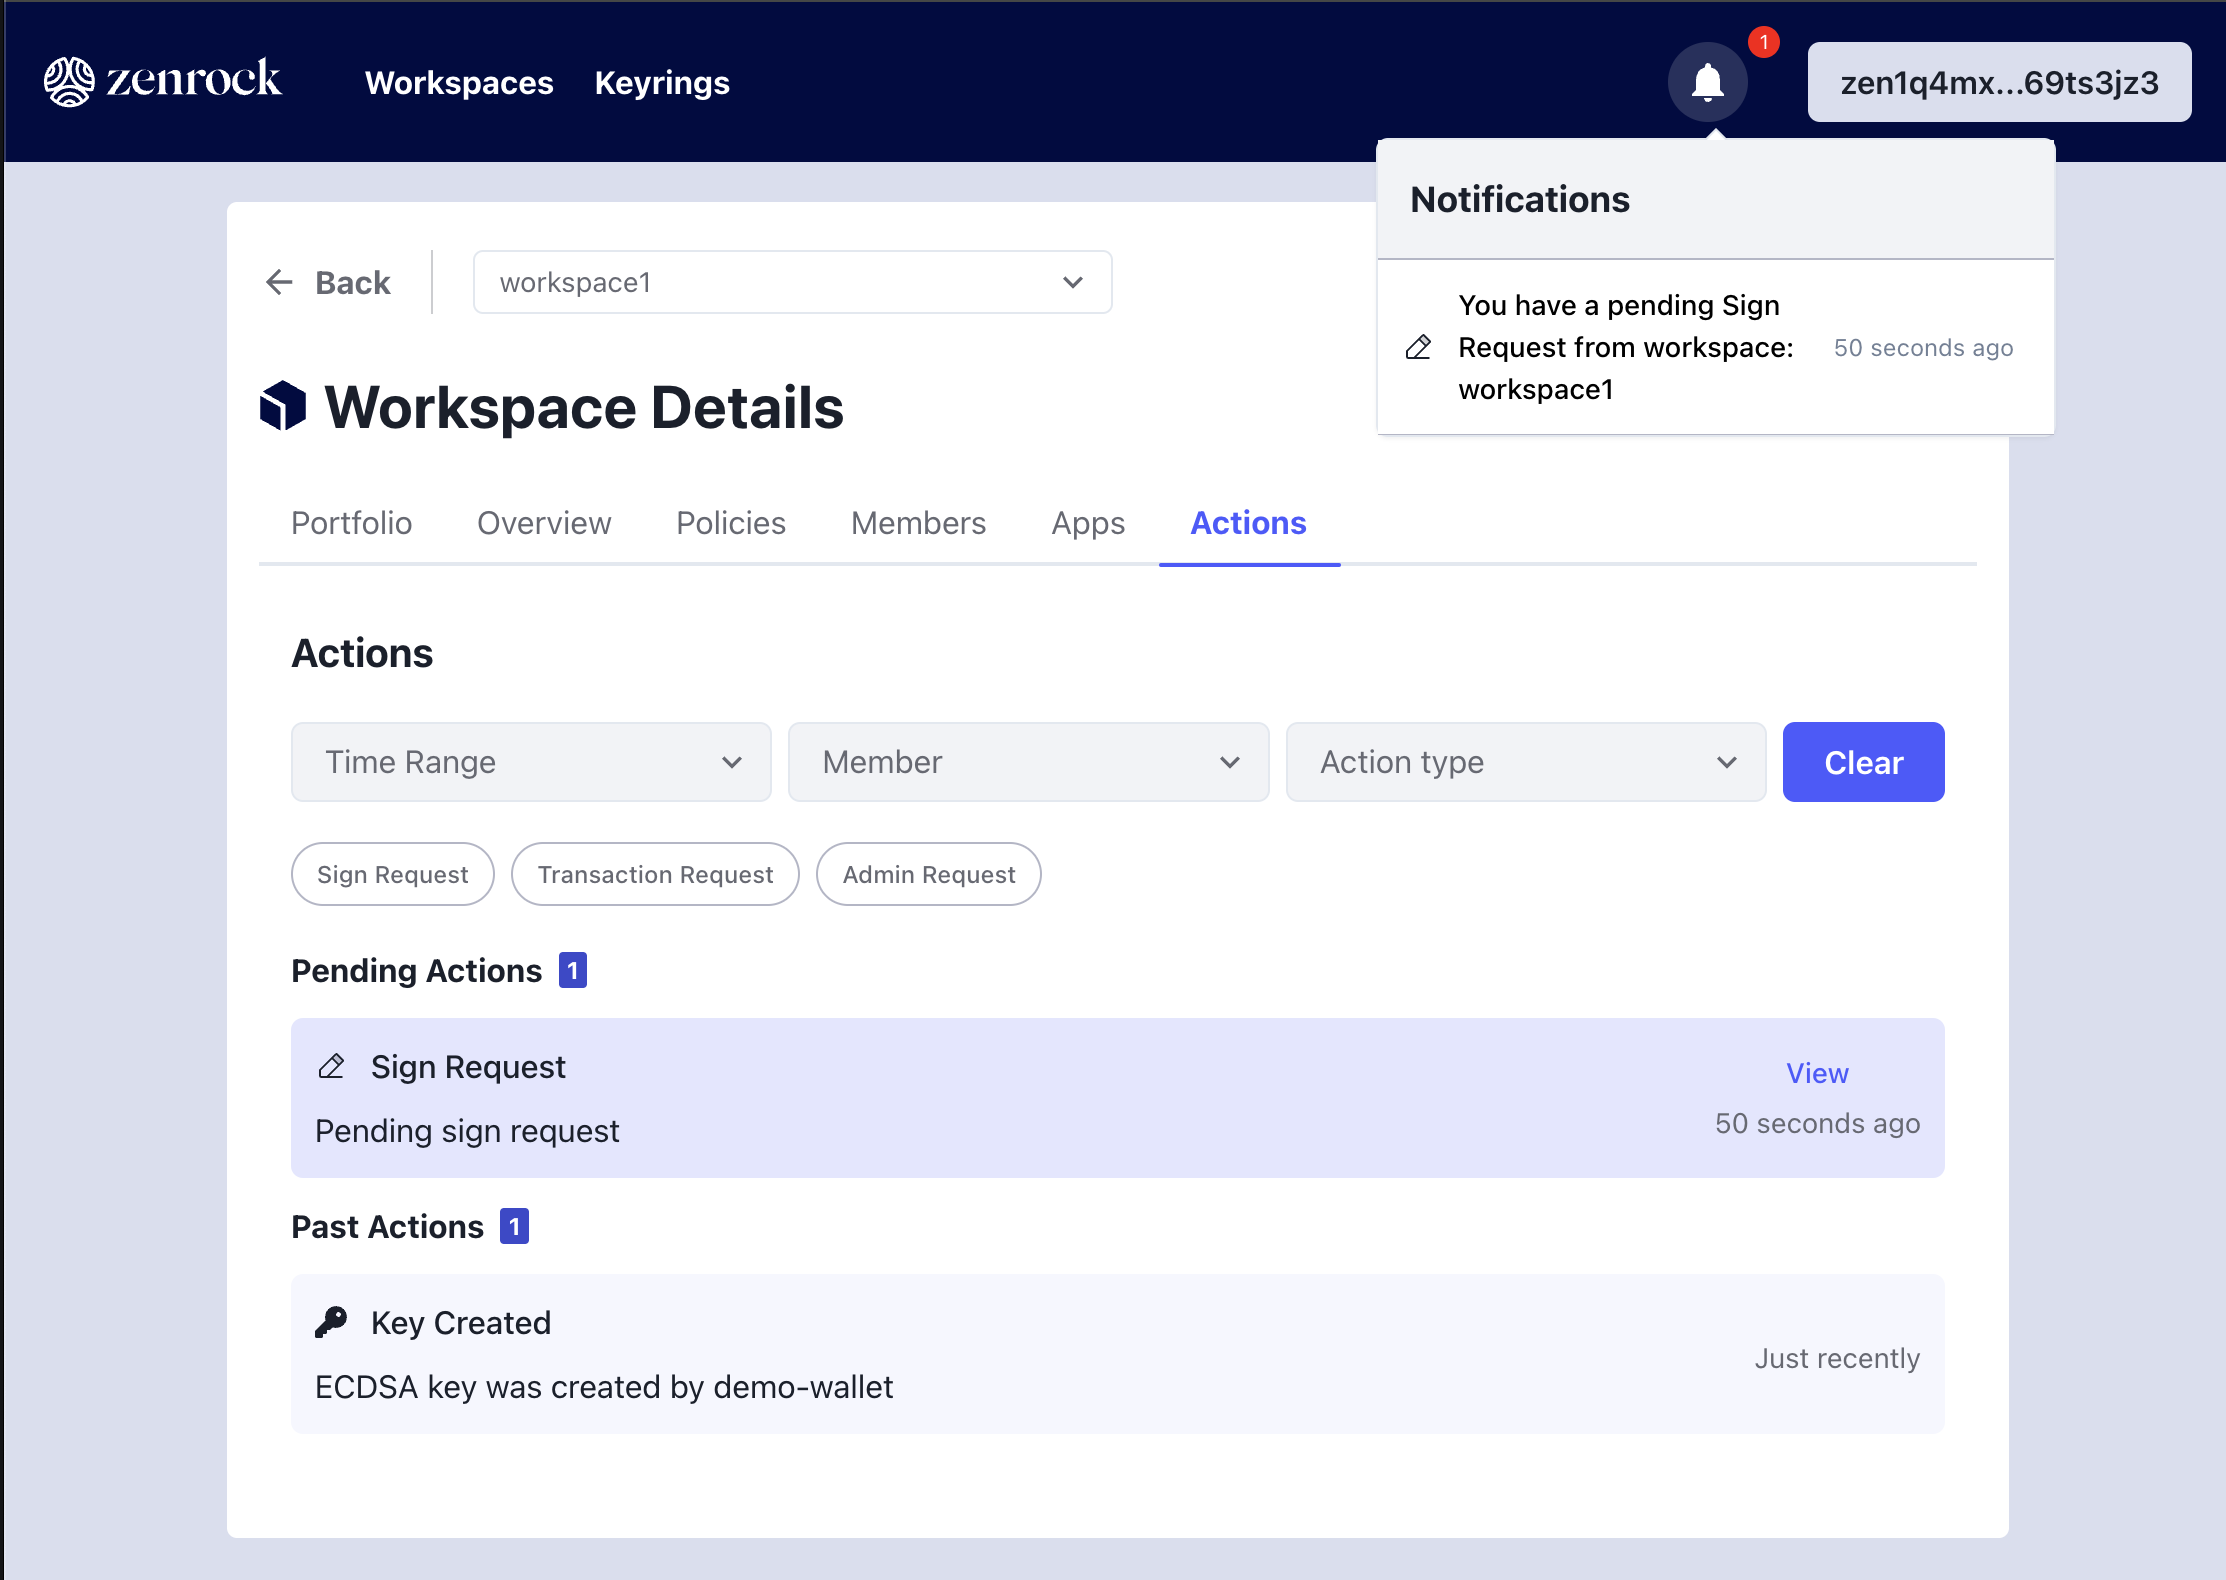 zenrock
Workspaces
Keyrings
1
zen1q4mx...69ts3jz3
Notifications
You have a pending Sign
Request from workspace:
workspace1
50 seconds ago
Back
workspace1
Workspace Details
Portfolio
Overview
Policies
Members
Apps
Actions
Actions
Time Range
Member
Action type
Clear
Sign Request
Transaction Request
Admin Request
Pending Actions 1
Sign Request
Pending sign request
View
50 seconds ago
Past Actions 1
Key Created
ECDSA key was created by demo-wallet
Just recently